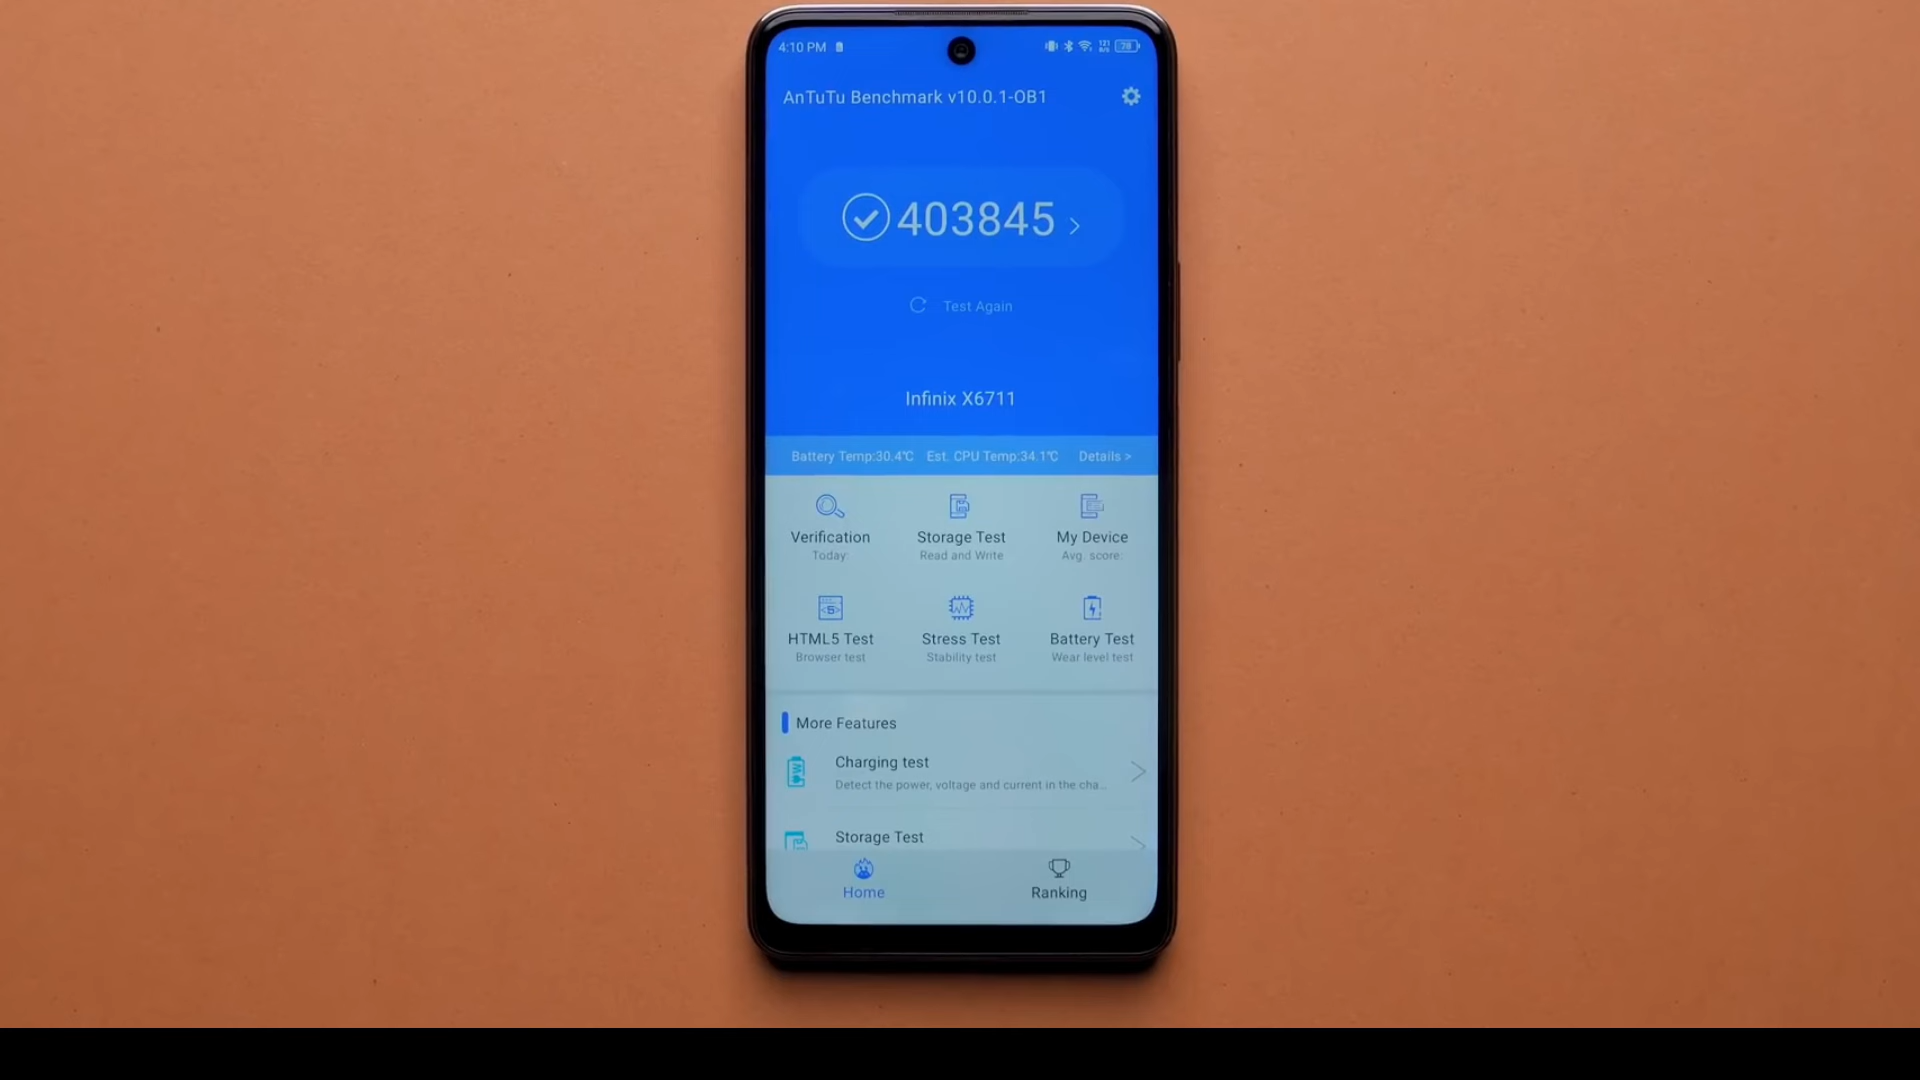 4:10 PM
78
AnTuTu Benchmark v10.0.1-OB1
403845
Test Again
Infinix X6711
Battery Temp:30.4℃ Est. CPU Temp:34.1℃ Details >
Verification Storage Test My Device
Today: Read and Write Avg. score:
HTML5 Test Stress Test Battery Test
Browser test Stability test Wear level test
More Features
Charging test
Detect the power, voltage and current in the cha...
Storage Test
Home Ranking